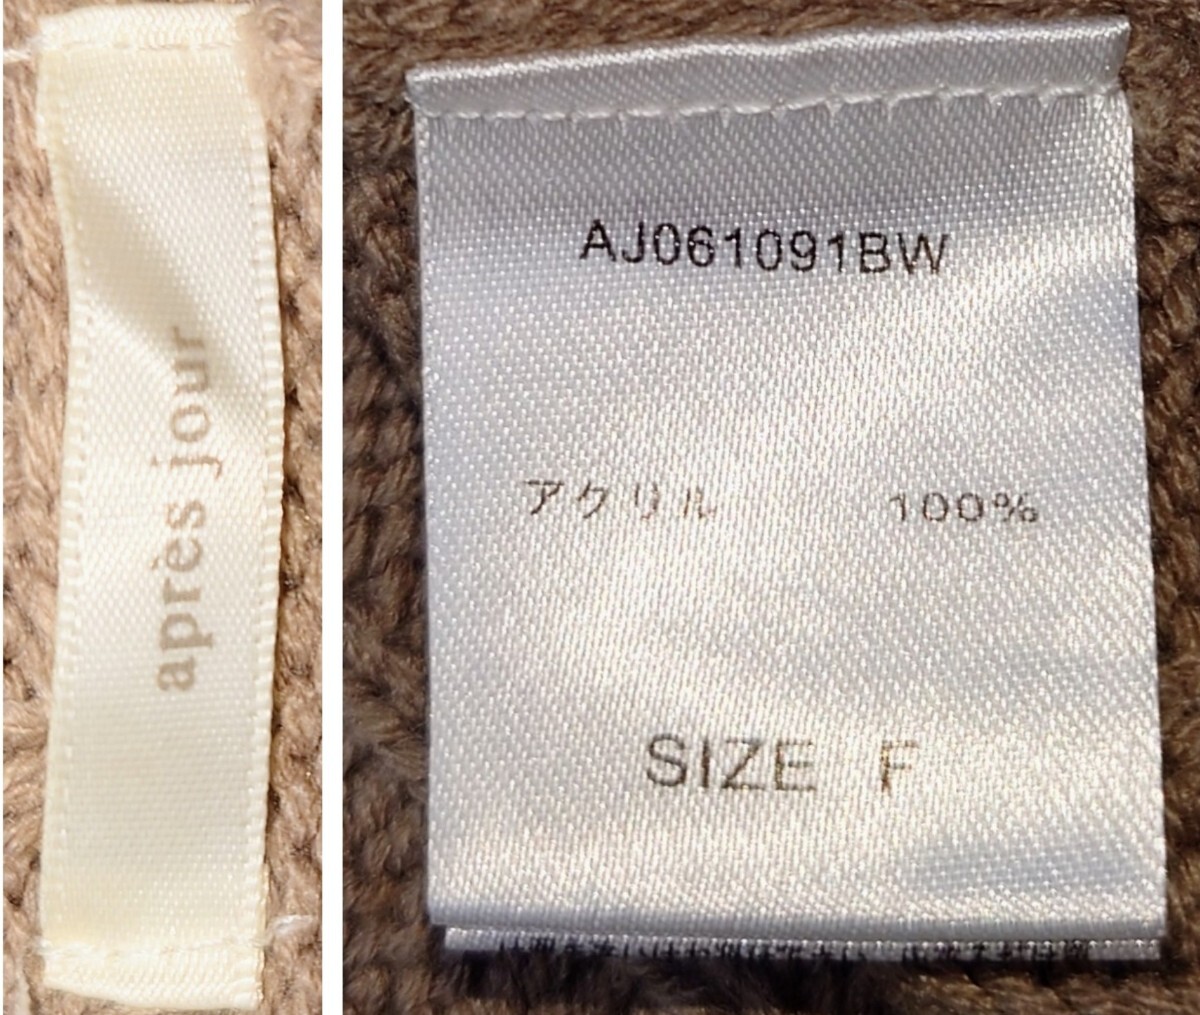 après jour
AJ061091BW
アクリル 100%
SIZE F